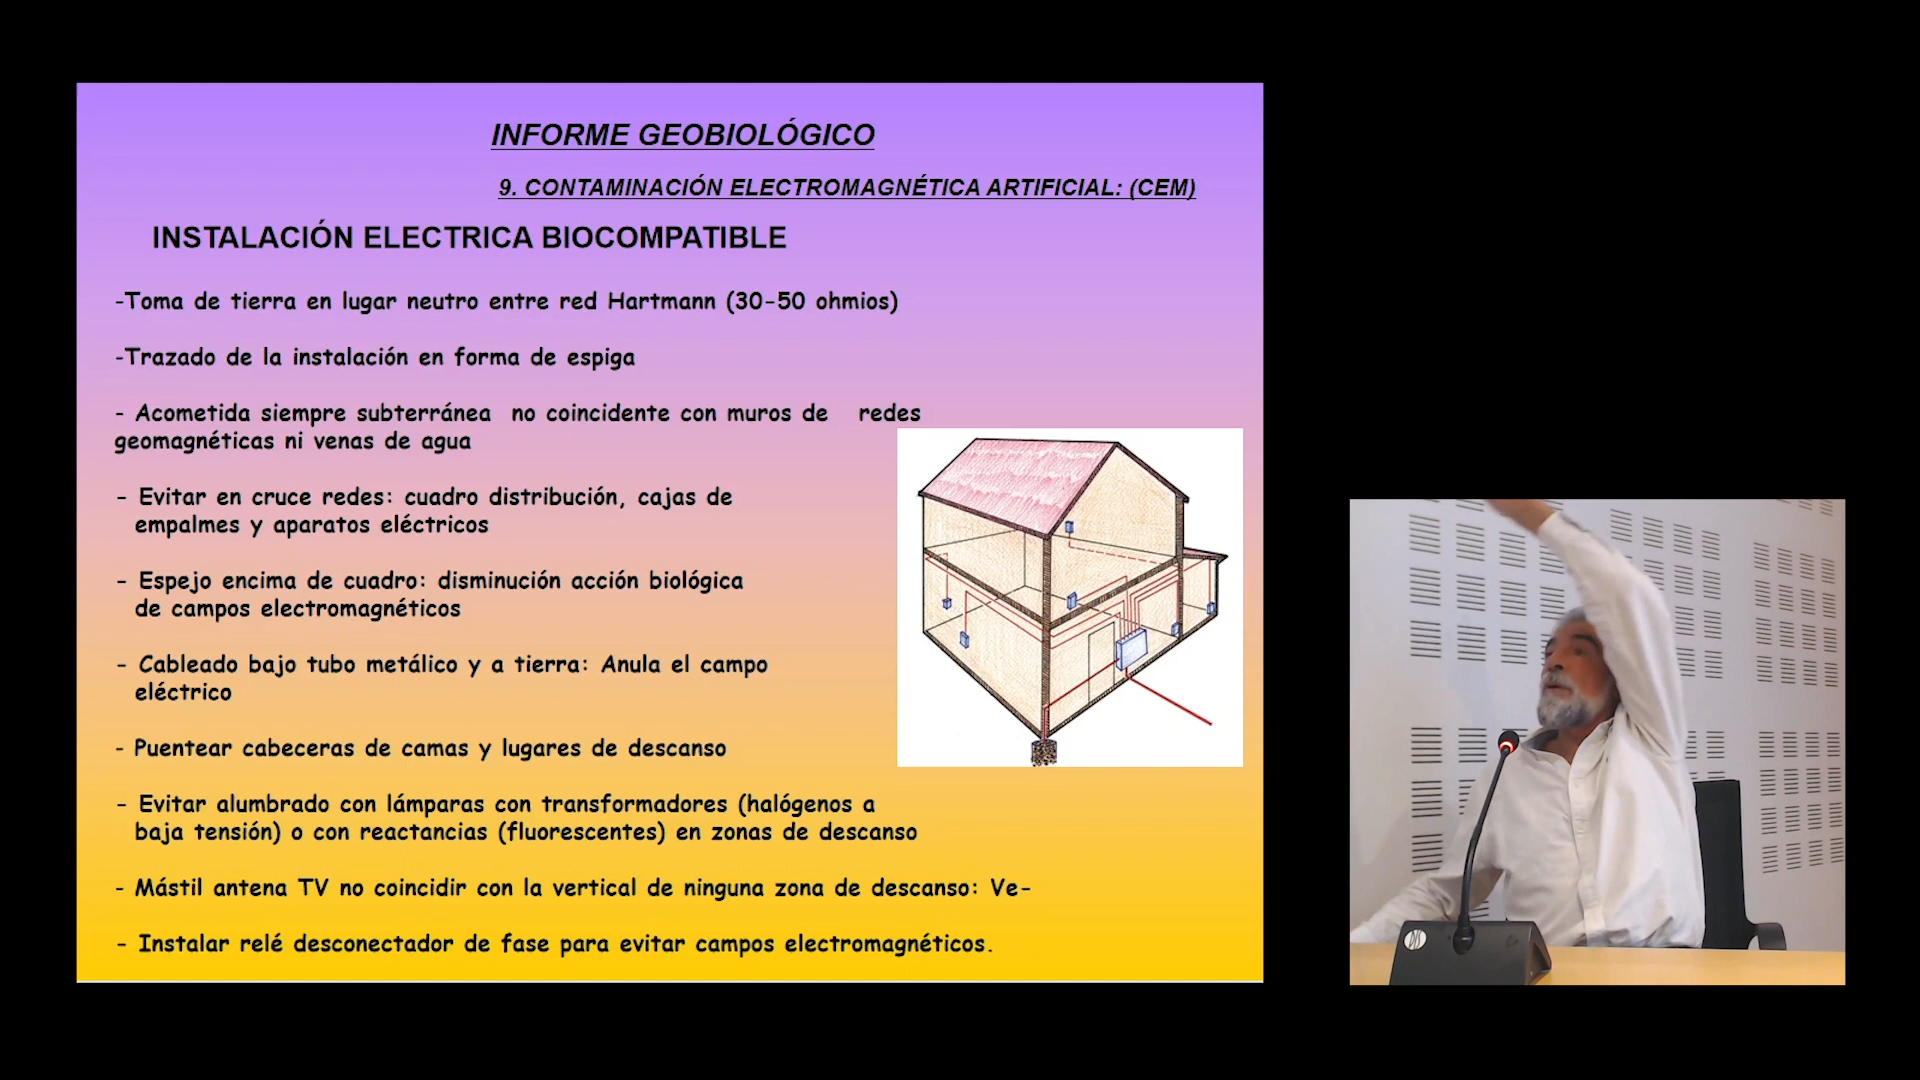 INFORME GEOBIOLÓGICO
9. CONTAMINACIÓN ELECTROMAGNÉTICA ARTIFICIAL: (CEM)
INSTALACIÓN ELECTRICA BIOCOMPATIBLE
-Toma de tierra en lugar neutro entre red Hartmann (30-50 ohmios)
-Trazado de la instalación en forma de espiga
- Acometida siempre subterránea no coincidente con muros de redes
geomagnéticas ni venas de agua
- Evitar en cruce redes: cuadro distribución, cajas de
empalmes y aparatos eléctricos
- Espejo encima de cuadro: disminución acción biológica
de campos electromagnéticos
- Cableado bajo tubo metálico y a tierra: Anula el campo
eléctrico
- Puentear cabeceras de camas y lugares de descanso
- Evitar alumbrado con lámparas con transformadores (halógenos a
baja tensión) o con reactancias (fluorescentes) en zonas de descanso
- Mástil antena TV no coincidir con la vertical de ninguna zona de descanso: Ve-
- Instalar relé desconectador de fase para evitar campos electromagnéticos.